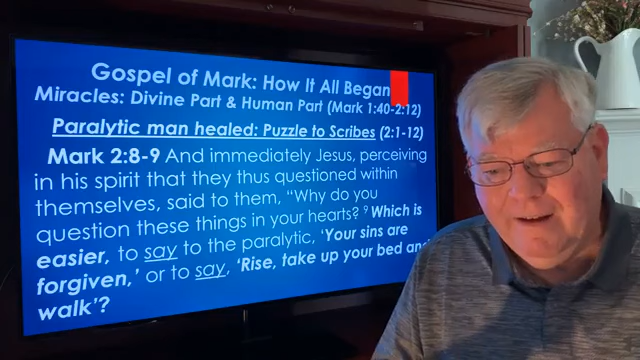 Gospel of Mark: How It All Began
Miracles: Divine Part & Human Part (Mark 1:40-2:12)
Paralytic man healed: Puzzle to Scribes (2:1-12)
Mark 2:8-9 And immediately Jesus, perceiving
in his spirit that they thus questioned within
themselves, said to them, “Why do you
question these things in your hearts? ⁹ Which is
easier, to say to the paralytic, ‘Your sins are
forgiven,’ or to say, ‘Rise, take up your bed and
walk’?